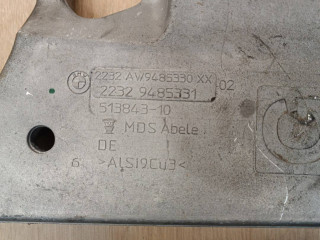 2232 AW9485330 XX
2232 9485331 02
513843-10
MDS Abele
DE
6 >AlSi9Cu3<